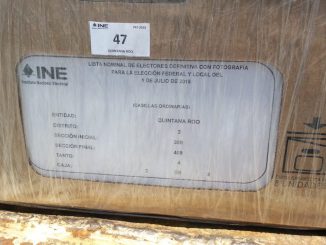 INE
47
QUINTANA ROO
INE
Instituto Nacional Electoral
LISTA NOMINAL DE ELECTORES DEFINITIVA CON FOTOGRAFÍA
PARA LA ELECCIÓN FEDERAL Y LOCAL DEL
1 DE JULIO DE 2018
(CASILLAS ORDINARIAS)
ENTIDAD: QUINTANA ROO
DISTRITO: 3
SECCIÓN INICIAL:
SECCIÓN FINAL:
TANTO:
CAJA: 4